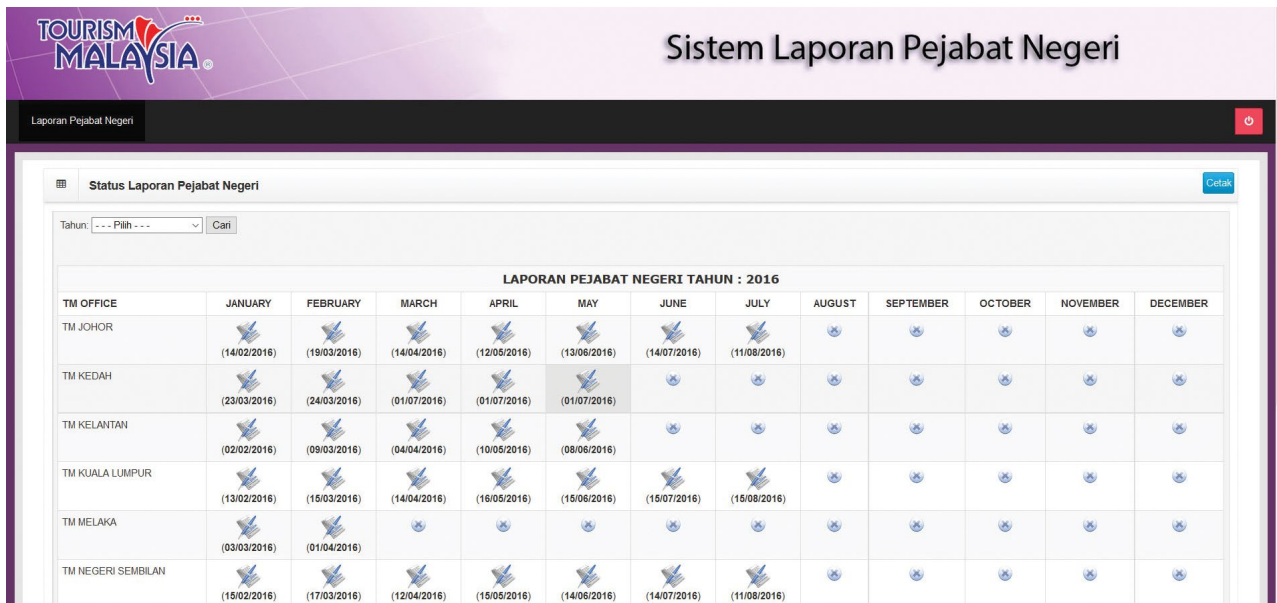 TOURISM
MALAYSIA ®
Sistem Laporan Pejabat Negeri
Laporan Pejabat Negeri
Status Laporan Pejabat Negeri
Cetak
Tahun: - - - Pilih - - - Cari
LAPORAN PEJABAT NEGERI TAHUN : 2016
TM OFFICE JANUARY FEBRUARY MARCH APRIL MAY JUNE JULY AUGUST SEPTEMBER OCTOBER NOVEMBER DECEMBER
TM JOHOR
(14/02/2016) (19/03/2016) (14/04/2016) (12/05/2016) (13/06/2016) (14/07/2016) (11/08/2016)
TM KEDAH
(23/03/2016) (24/03/2016) (01/07/2016) (01/07/2016) (01/07/2016)
TM KELANTAN
(02/02/2016) (09/03/2016) (04/04/2016) (10/05/2016) (08/06/2016)
TM KUALA LUMPUR
(13/02/2016) (15/03/2016) (14/04/2016) (16/05/2016) (15/06/2016) (15/07/2016) (15/08/2016)
TM MELAKA
(03/03/2016) (01/04/2016)
TM NEGERI SEMBILAN
(15/02/2016) (17/03/2016) (12/04/2016) (15/05/2016) (14/06/2016) (14/07/2016) (11/08/2016)